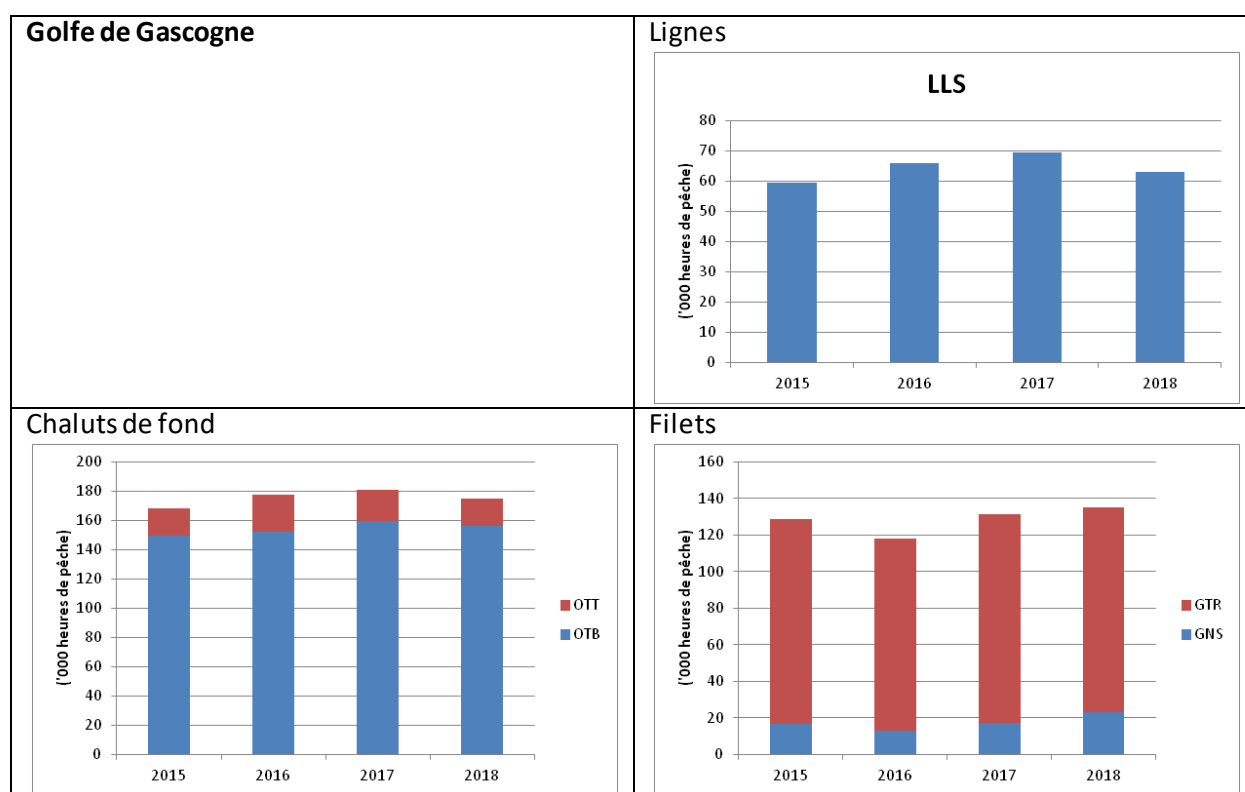 Golfe de Gascogne
Lignes
LLS
('000 heures de pêche)
80
70
60
50
40
30
20
10
0
2015 2016 2017 2018
Chaluts de fond
('000 heures de pêche)
200
180
160
140
120
100
80
60
40
20
0
2015 2016 2017 2018
OTT
OTB
Filets
('000 heures de pêche)
160
140
120
100
80
60
40
20
0
2015 2016 2017 2018
GTR
GNS